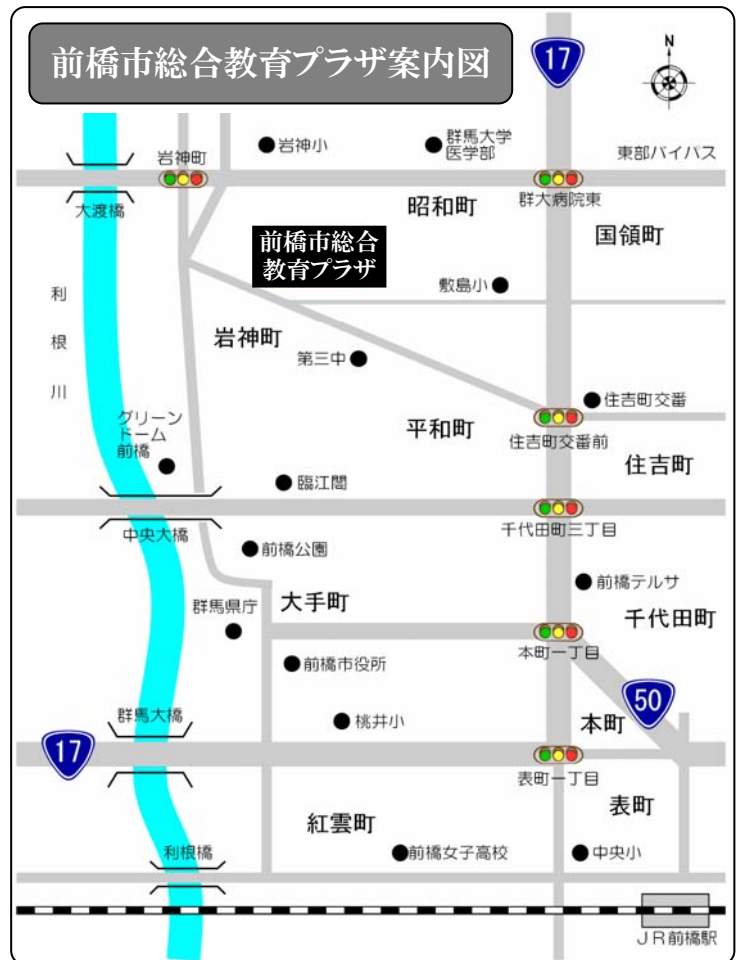 前橋市総合教育プラザ案内図
17
N
岩神町
岩神小
群馬大学
医学部
東部バイパス
大渡橋
昭和町
群大病院東
国領町
前橋市総合
教育プラザ
敷島小
利根川
岩神町
第三中
住吉町交番
グリーン
ドーム
前橋
平和町
住吉町交番前
住吉町
臨江閣
中央大橋
千代田町三丁目
前橋公園
前橋テルサ
群馬県庁
大手町
千代田町
本町一丁目
前橋市役所
50
群馬大橋
桃井小
本町
17
表町一丁目
表町
紅雲町
利根橋
前橋女子高校
中央小
JR前橋駅